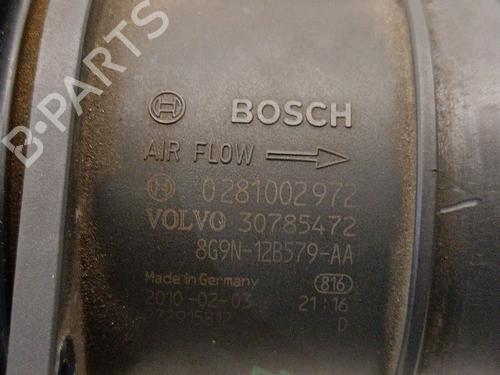 B-PARTS
BOSCH
AIR FLOW
0281002972
VOLVO 30785472
8G9N-12B579-AA
Made in Germany 816
2010-02-03 21:16
272915812 D